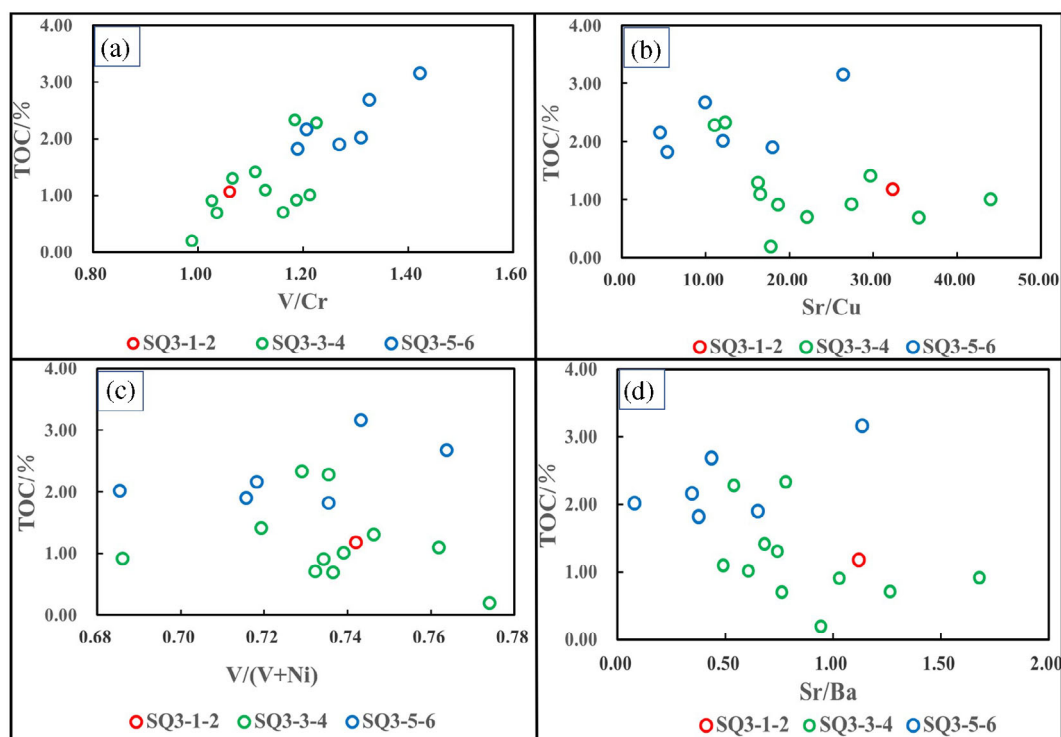 (a)
4.00
3.00
2.00
1.00
0.00
TOC/%
0.80 1.00 1.20 1.40 1.60
V/Cr
SQ3-1-2 SQ3-3-4 SQ3-5-6
(b)
4.00
3.00
2.00
1.00
0.00
TOC/%
0.00 10.00 20.00 30.00 40.00 50.00
Sr/Cu
SQ3-1-2 SQ3-3-4 SQ3-5-6
(c)
4.00
3.00
2.00
1.00
0.00
TOC/%
0.68 0.70 0.72 0.74 0.76 0.78
V/(V+Ni)
SQ3-1-2 SQ3-3-4 SQ3-5-6
(d)
4.00
3.00
2.00
1.00
0.00
TOC/%
0.00 0.50 1.00 1.50 2.00
Sr/Ba
SQ3-1-2 SQ3-3-4 SQ3-5-6